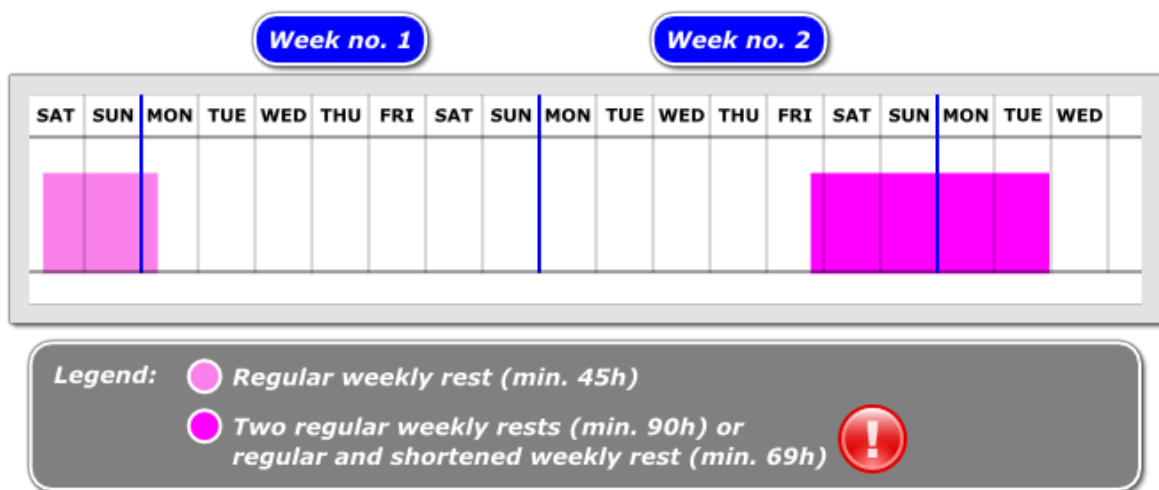 Week no. 1 Week no. 2
SAT SUN MON TUE WED THU FRI SAT SUN MON TUE WED THU FRI SAT SUN MON TUE WED
Legend: Regular weekly rest (min. 45h)
Two regular weekly rests (min. 90h) or
regular and shortened weekly rest (min. 69h) !